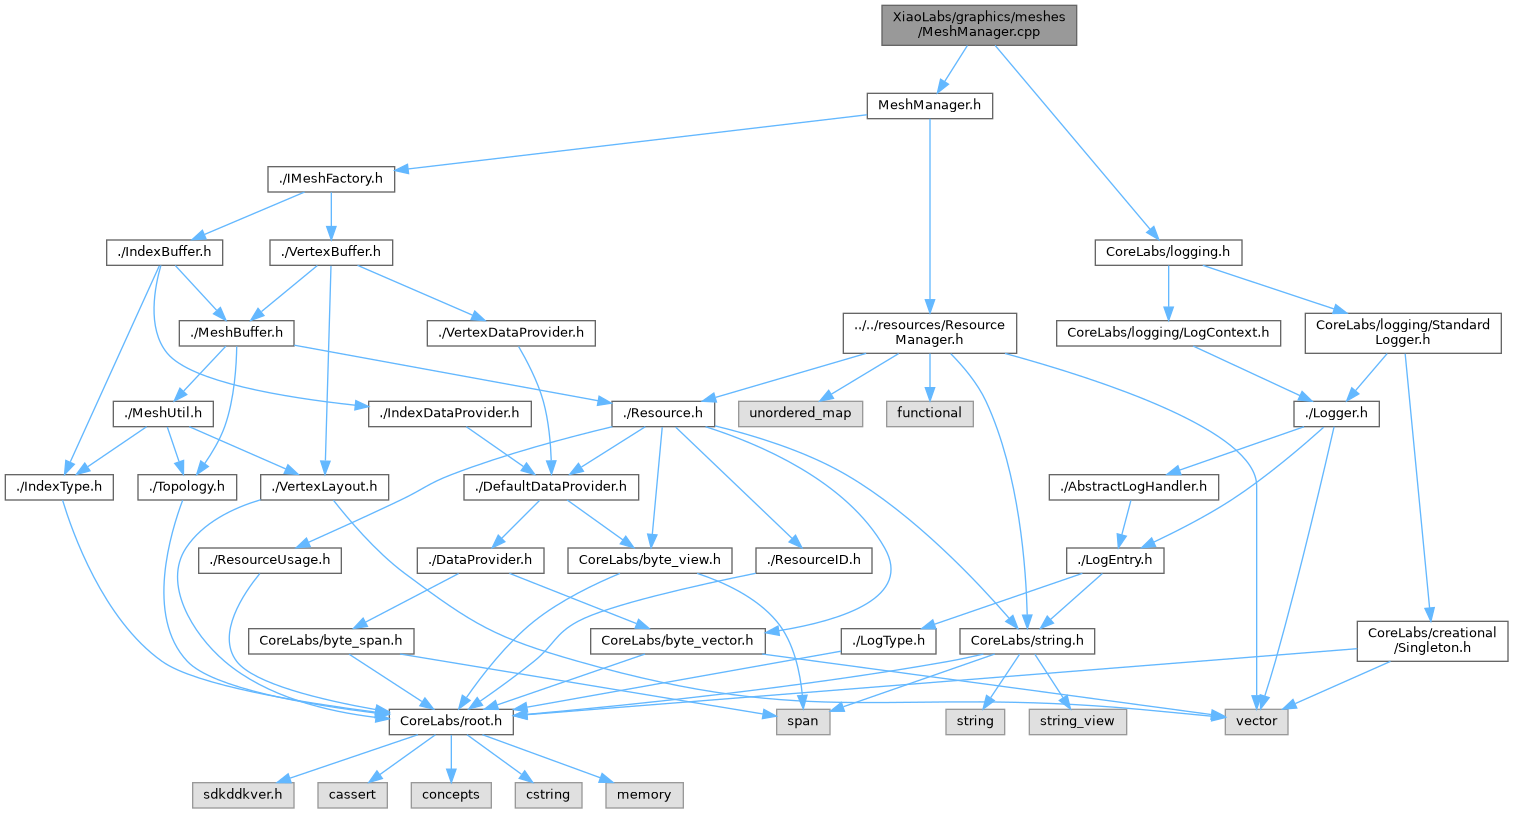 XiaoLabs/graphics/meshes
/MeshManager.cpp
MeshManager.h
./IMeshFactory.h
./IndexBuffer.h
./VertexBuffer.h
CoreLabs/logging.h
./MeshBuffer.h
./VertexDataProvider.h
../../resources/Resource
Manager.h
CoreLabs/logging/LogContext.h
CoreLabs/logging/Standard
Logger.h
./MeshUtil.h
./IndexDataProvider.h
./Resource.h
unordered_map
functional
./Logger.h
./IndexType.h
./Topology.h
./VertexLayout.h
./DefaultDataProvider.h
./AbstractLogHandler.h
./ResourceUsage.h
./DataProvider.h
CoreLabs/byte_view.h
./ResourceID.h
./LogEntry.h
CoreLabs/byte_span.h
CoreLabs/byte_vector.h
./LogType.h
CoreLabs/string.h
CoreLabs/creational
/Singleton.h
CoreLabs/root.h
span
string
string_view
vector
sdkddkver.h
cassert
concepts
cstring
memory